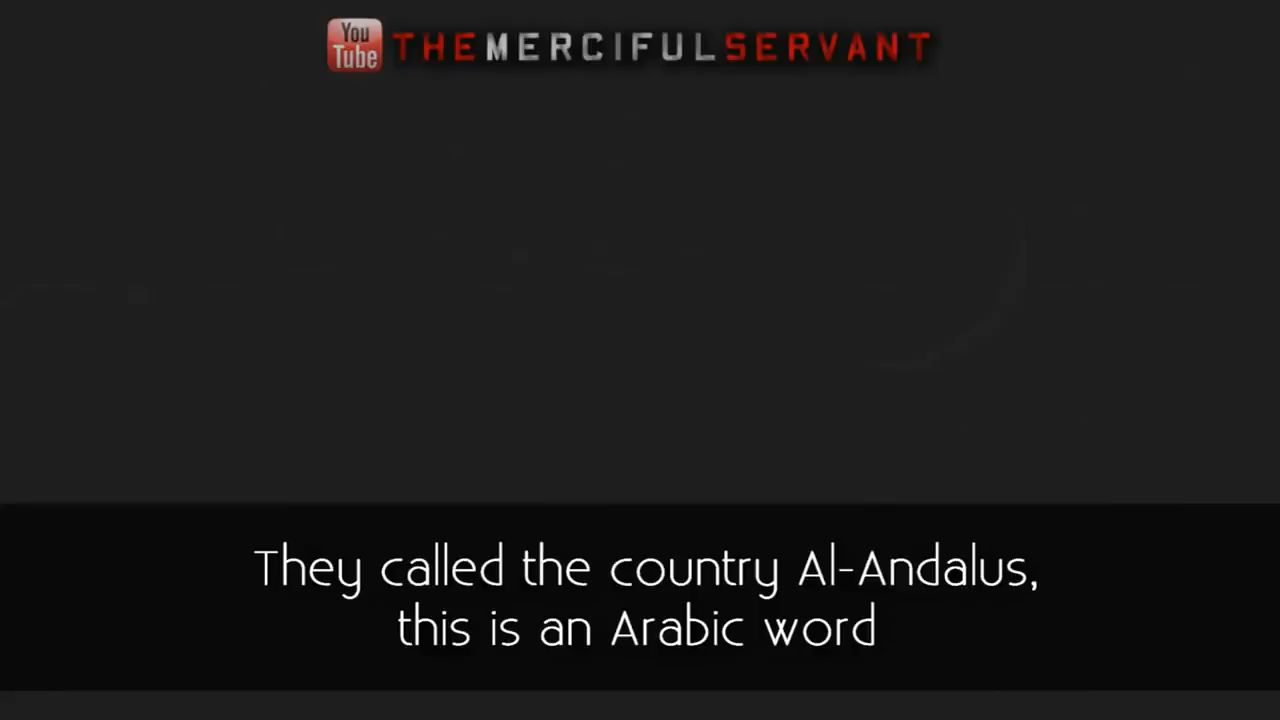 You
Tube THEMERCIFULSERVANT
They called the country Al-Andalus,
this is an Arabic word